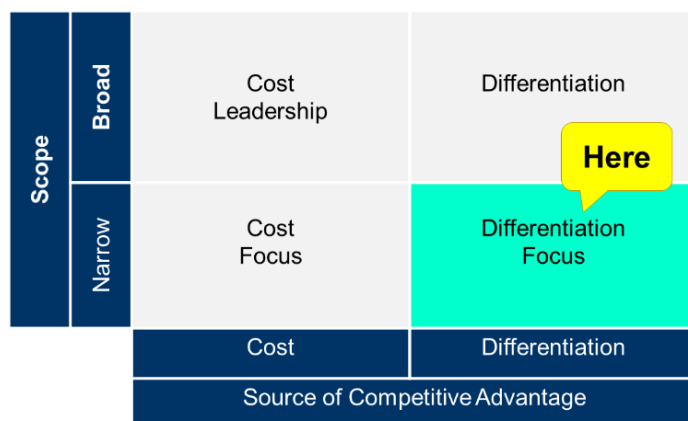 Scope
Broad
Cost
Leadership
Differentiation
Here
Narrow
Cost
Focus
Differentiation
Focus
Cost
Differentiation
Source of Competitive Advantage